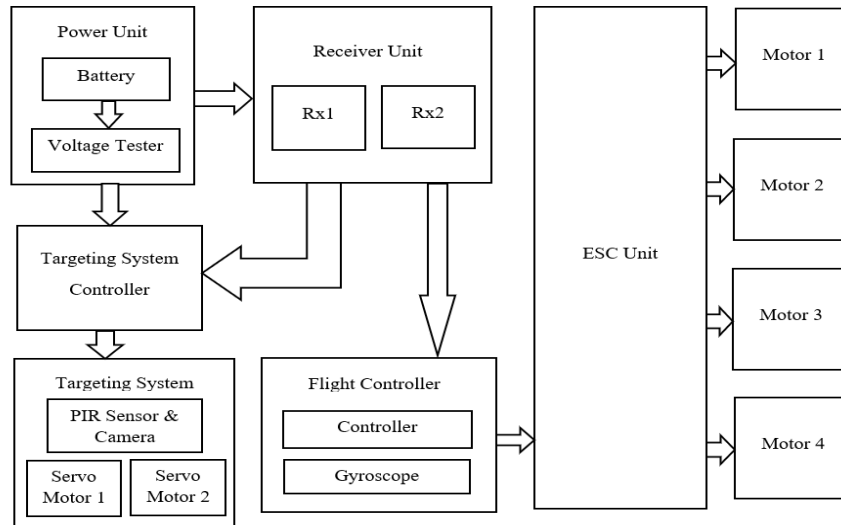 Power Unit
Battery
Voltage Tester
Receiver Unit
Rx1
Rx2
Targeting System
Controller
Targeting System
PIR Sensor &
Camera
Servo
Motor 1
Servo
Motor 2
Flight Controller
Controller
Gyroscope
ESC Unit
Motor 1
Motor 2
Motor 3
Motor 4